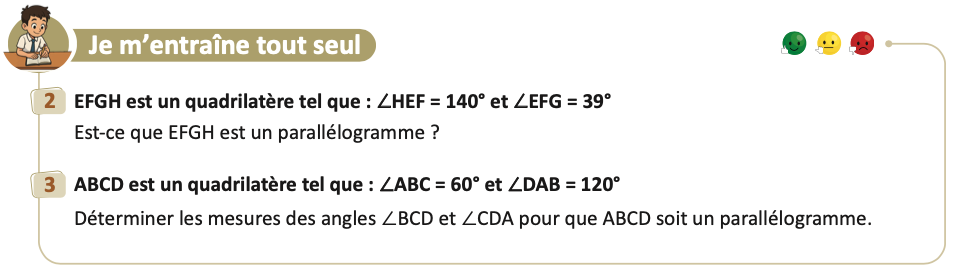 Je m’entraîne tout seul
2 EFGH est un quadrilatère tel que : ∠HEF = 140° et ∠EFG = 39°
Est-ce que EFGH est un parallélogramme ?
3 ABCD est un quadrilatère tel que : ∠ABC = 60° et ∠DAB = 120°
Déterminer les mesures des angles ∠BCD et ∠CDA pour que ABCD soit un parallélogramme.